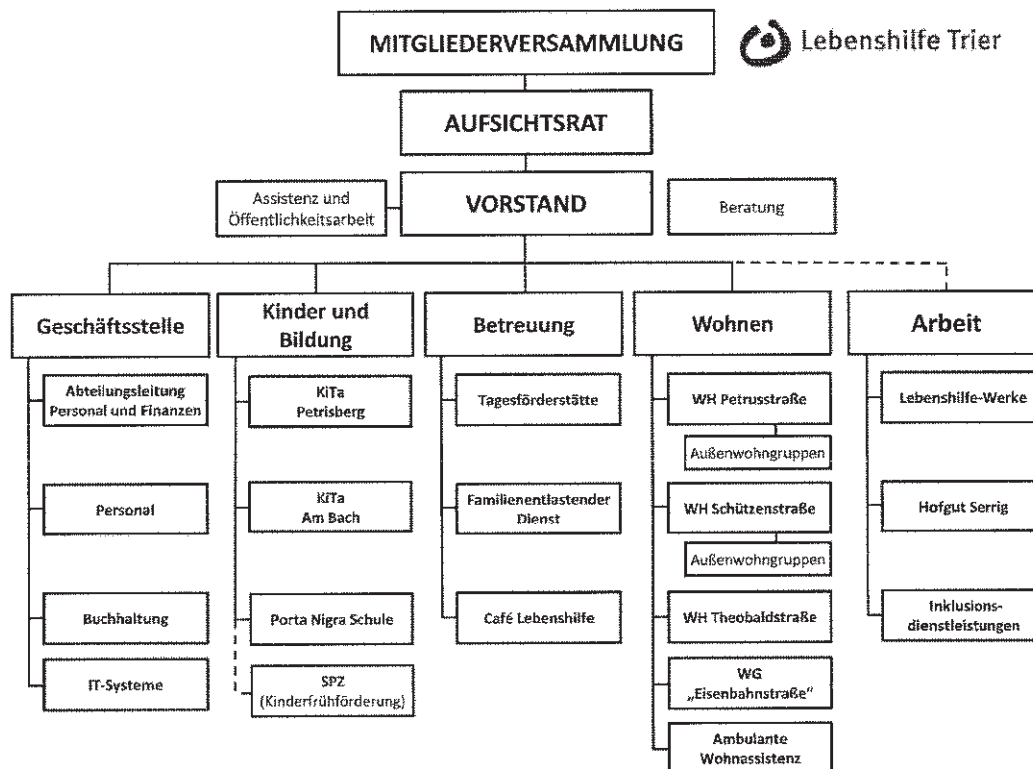 MITGLIEDERVERSAMMLUNG
Lebenshilfe Trier
AUFSICHTSRAT
Assistenz und
Öffentlichkeitsarbeit
VORSTAND
Beratung
Geschäftsstelle
Abteilungsleitung
Personal und Finanzen
Personal
Buchhaltung
IT-Systeme
Kinder und
Bildung
KiTa
Petrisberg
KiTa
Am Bach
Porta Nigra Schule
SPZ
(Kinderfrühförderung)
Betreuung
Tagesförderstätte
Familienentlastender
Dienst
Café Lebenshilfe
Wohnen
WH Petrusstraße
Außenwohngruppen
WH Schützenstraße
Außenwohngruppen
WH Theobaldstraße
WG
„Eisenbahnstraße“
Ambulante
Wohnassistenz
Arbeit
Lebenshilfe-Werke
Hofgut Serrig
Inklusions-
dienstleistungen